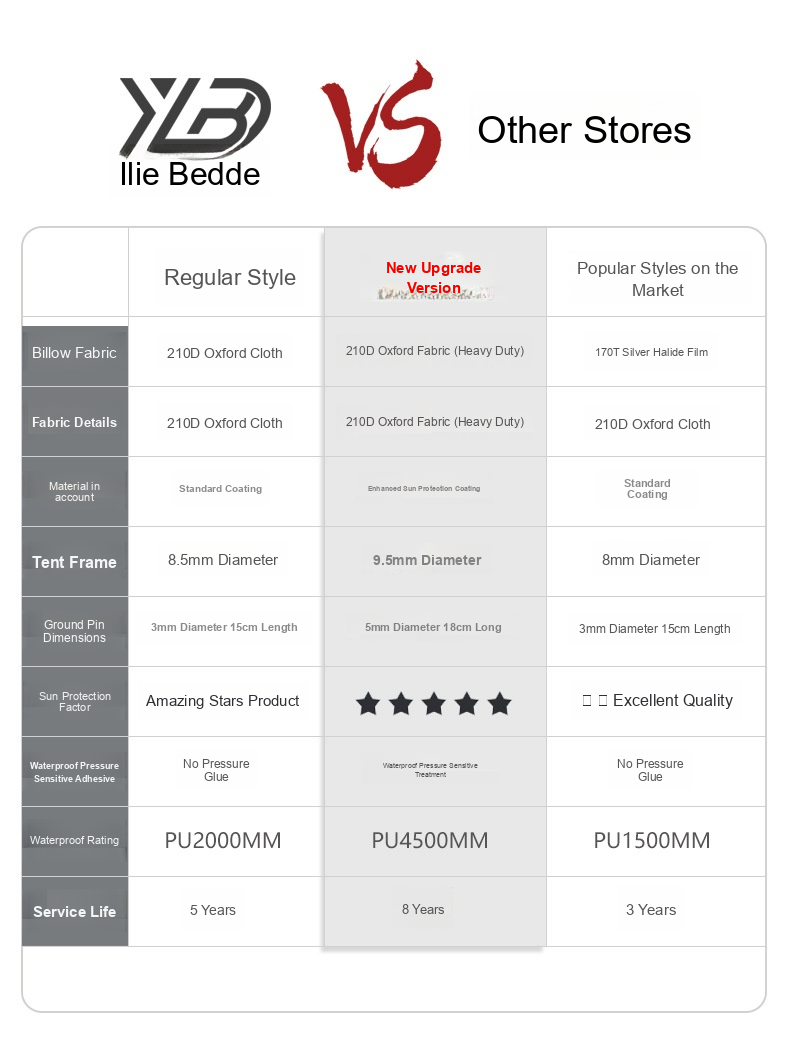 YLB
Ilie Bedde
VS
Other Stores
Regular Style
New Upgrade
Version
Popular Styles on the
Market
Billow Fabric
210D Oxford Cloth
210D Oxford Fabric (Heavy Duty)
170T Silver Halide Film
Fabric Details
210D Oxford Cloth
210D Oxford Fabric (Heavy Duty)
210D Oxford Cloth
Material in
account
Standard Coating
Enhanced Sun Protection Coating
Standard
Coating
Tent Frame
8.5mm Diameter
9.5mm Diameter
8mm Diameter
Ground Pin
Dimensions
3mm Diameter 15cm Length
5mm Diameter 18cm Long
3mm Diameter 15cm Length
Sun Protection
Factor
Amazing Stars Product
★★★★★
Excellent Quality
Waterproof Pressure
Sensitive Adhesive
No Pressure
Glue
Waterproof Pressure Sensitive
Treatment
No Pressure
Glue
Waterproof Rating
PU2000MM
PU4500MM
PU1500MM
Service Life
5 Years
8 Years
3 Years